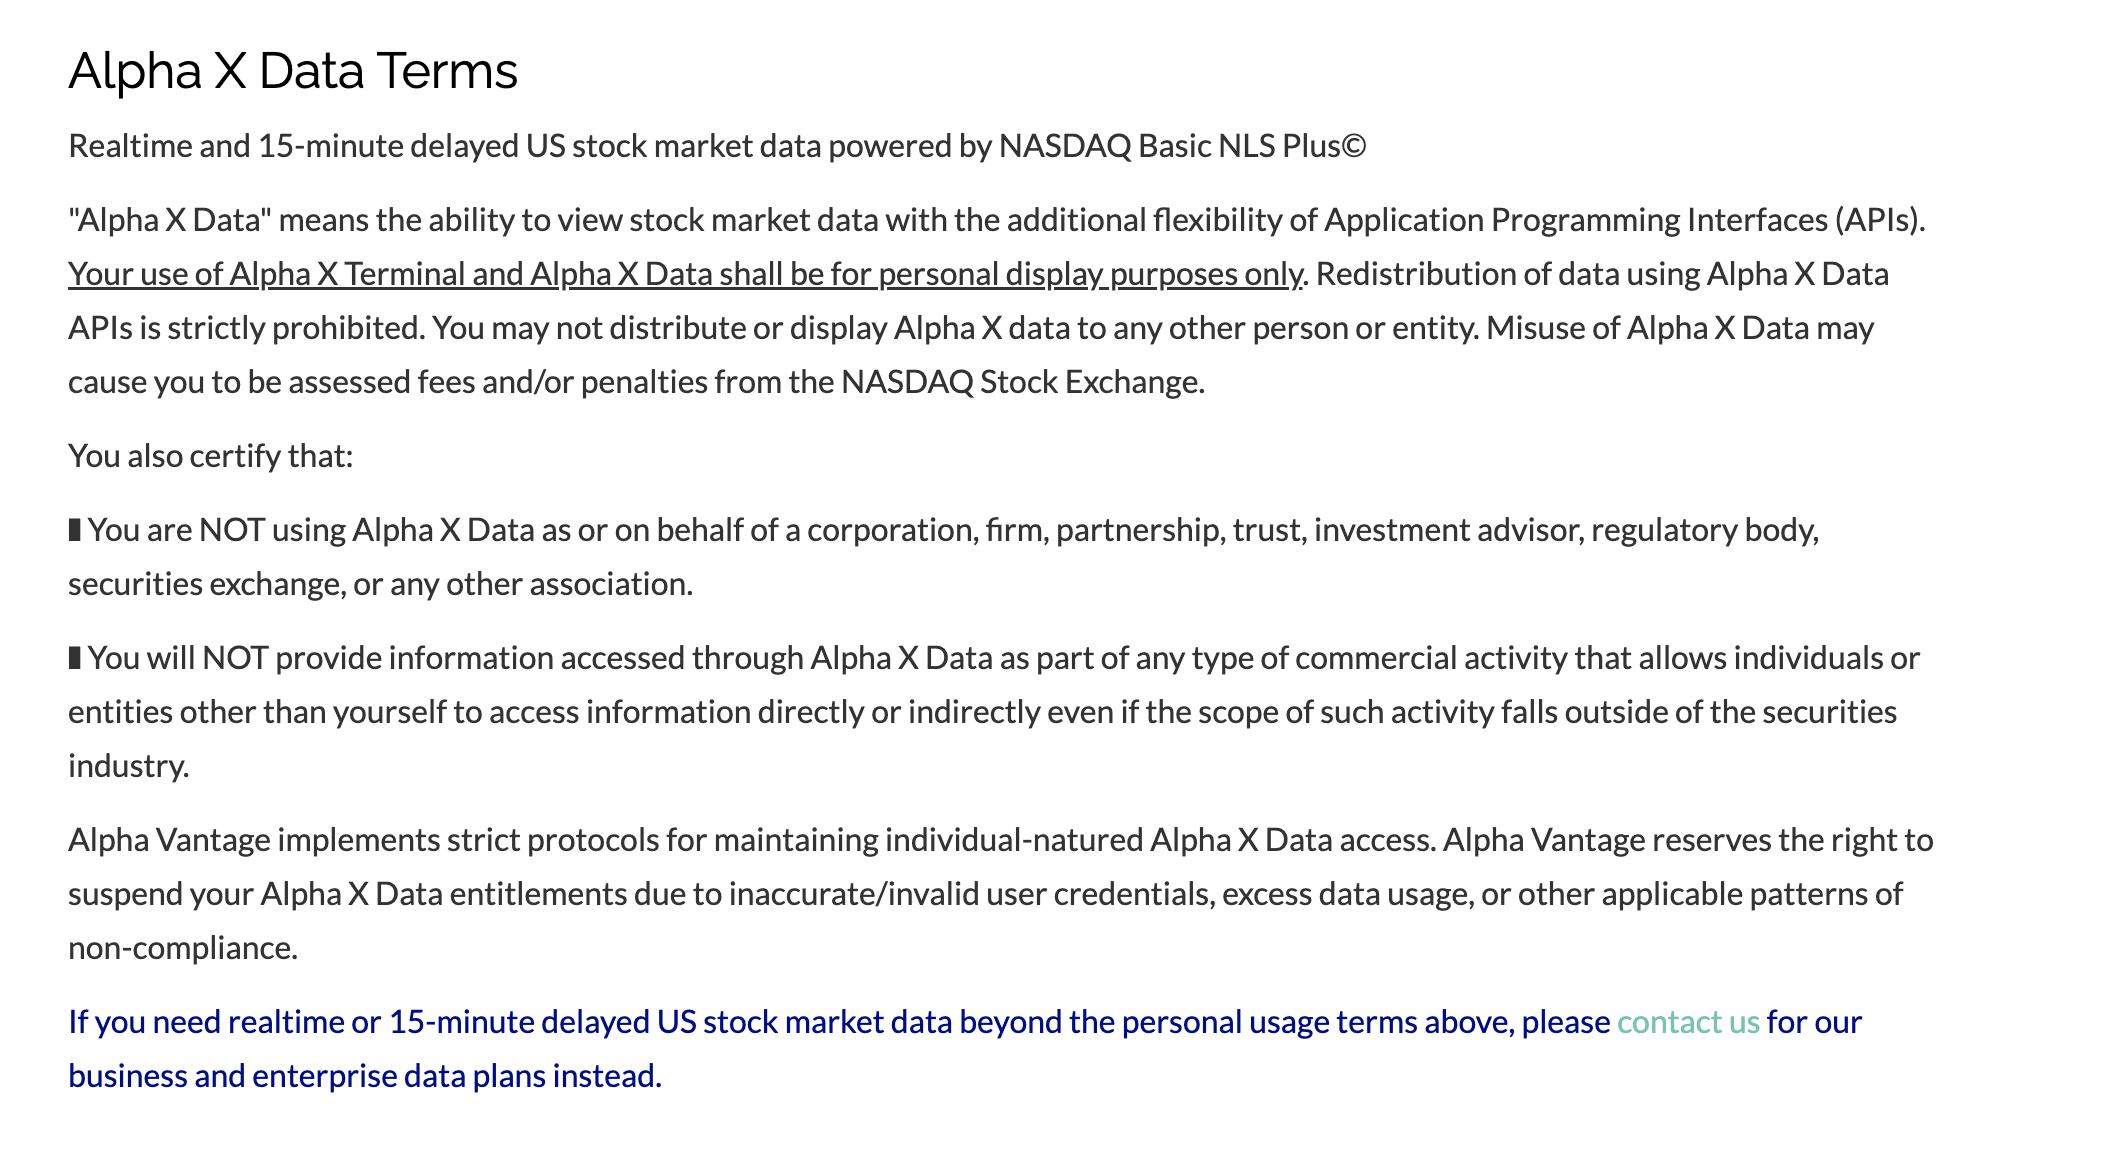 Alpha X Data Terms
Realtime and 15-minute delayed US stock market data powered by NASDAQ Basic NLS Plus©
"Alpha X Data" means the ability to view stock market data with the additional flexibility of Application Programming Interfaces (APIs).
Your use of Alpha X Terminal and Alpha X Data shall be for personal display purposes only. Redistribution of data using Alpha X Data
APIs is strictly prohibited. You may not distribute or display Alpha X data to any other person or entity. Misuse of Alpha X Data may
cause you to be assessed fees and/or penalties from the NASDAQ Stock Exchange.
You also certify that:
▮ You are NOT using Alpha X Data as or on behalf of a corporation, firm, partnership, trust, investment advisor, regulatory body,
securities exchange, or any other association.
▮ You will NOT provide information accessed through Alpha X Data as part of any type of commercial activity that allows individuals or
entities other than yourself to access information directly or indirectly even if the scope of such activity falls outside of the securities
industry.
Alpha Vantage implements strict protocols for maintaining individual-natured Alpha X Data access. Alpha Vantage reserves the right to
suspend your Alpha X Data entitlements due to inaccurate/invalid user credentials, excess data usage, or other applicable patterns of
non-compliance.
If you need realtime or 15-minute delayed US stock market data beyond the personal usage terms above, please contact us for our
business and enterprise data plans instead.